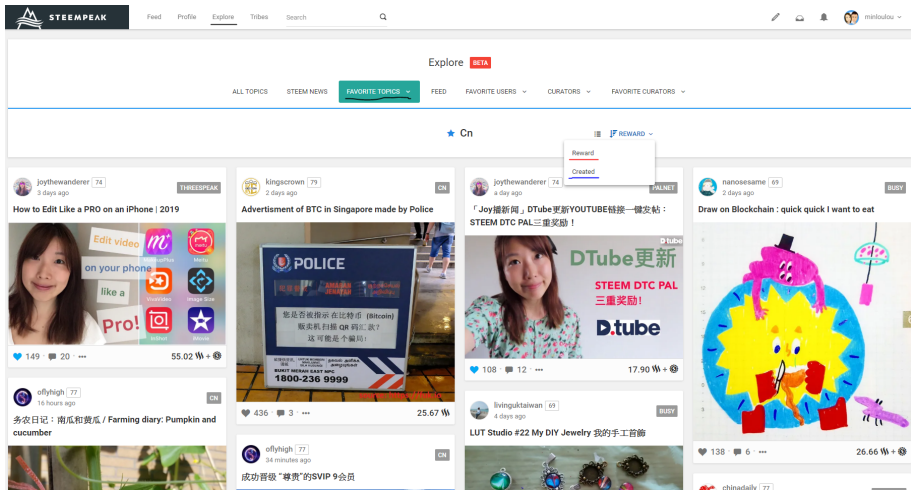 STEEMPEAK
Feed Profile Explore Tribes Search
minloulou
Explore BETA
ALL TOPICS STEEM NEWS FAVORITE TOPICS FEED FAVORITE USERS CURATORS FAVORITE CURATORS
Cn
REWARD
Reward
Created
joythewanderer 74
3 days ago
THREESPEAK
How to Edit Like a PRO on an iPhone | 2019
Edit video
on your phone
like a
Pro!
Meitu
VivaVideo
Image Size
InShot
iMovie
149 20 ...
55.02 +
oflyhigh 77
16 hours ago
CN
务农日记：南瓜和黄瓜 / Farming diary: Pumpkin and
cucumber
kingscrown 79
2 days ago
CN
Advertisment of BTC in Singapore made by Police
POLICE
您是否被指示在比特币 (Bitcoin)
贩卖机扫描 QR 码汇款?
这可能是个骗局!
BUKIT MERAH EAST NPC
1800-236 9999
436 3 ...
25.67
oflyhigh 77
34 minutes ago
CN
成功晋级 “尊贵”的SVIP 9会员
joythewanderer 74
a day ago
PALNET
「Joy播新闻」DTube更新YOUTUBE链接一键发帖：
STEEM DTC PAL三重奖励！
D.tube
DTube更新
STEEM DTC PAL
三重奖励!
D.tube
108 12 ...
17.90 +
livinguktaiwan 69
4 days ago
BUSY
LUT Studio #22 My DIY Jewelry 我的手工首飾
nanosesame 69
2 days ago
BUSY
Draw on Blockchain : quick quick I want to eat
138 6 ...
26.66 +
chinadaily 77